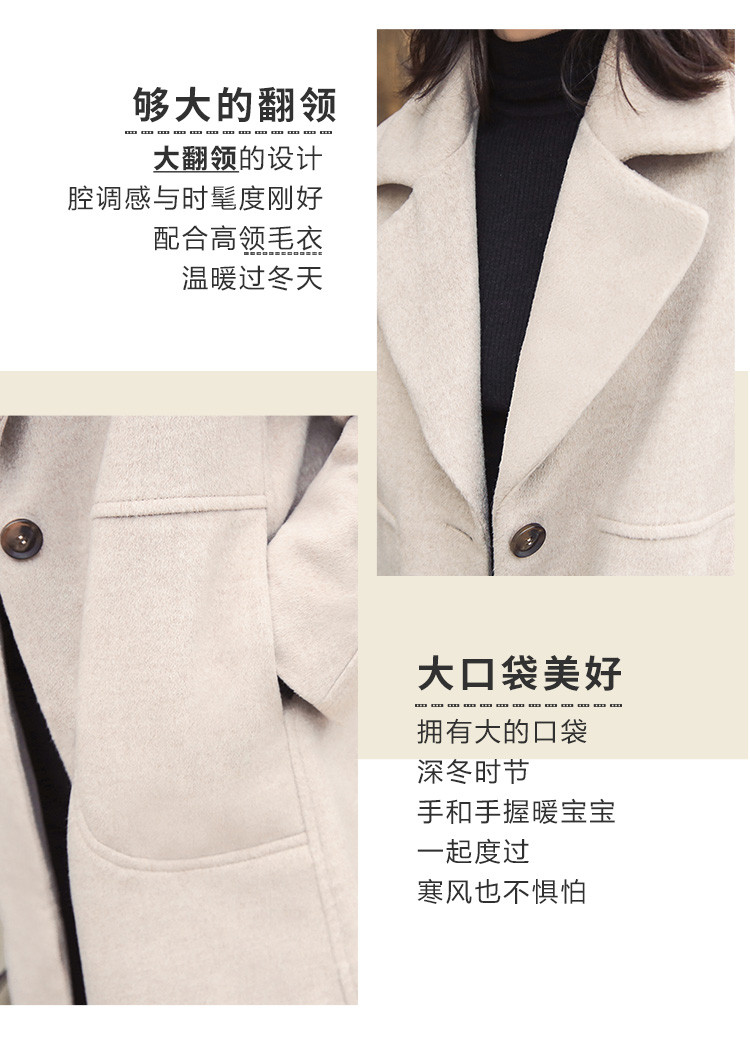 够大的翻领
大翻领的设计
腔调感与时髦度刚好
配合高领毛衣
温暖过冬天
大口袋美好
拥有大的口袋
深冬时节
手和手握暖宝宝
一起度过
寒风也不惧怕